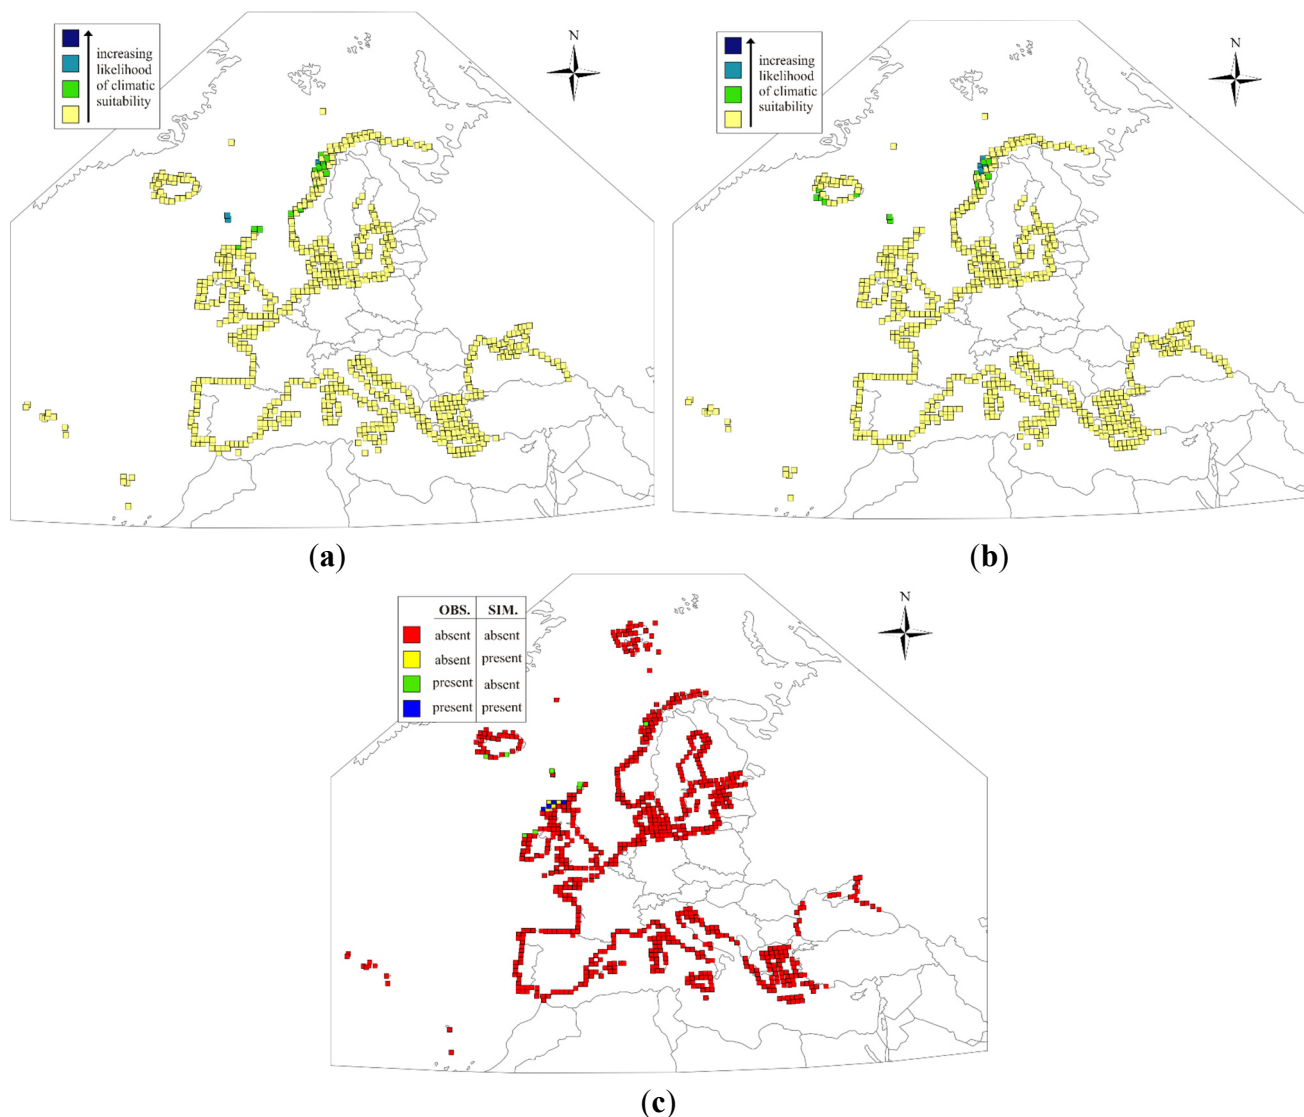 increasing
likelihood
of climatic
suitability
N
(a)
increasing
likelihood
of climatic
suitability
N
(b)
OBS. SIM.
absent absent
absent present
present absent
present present
N
(c)